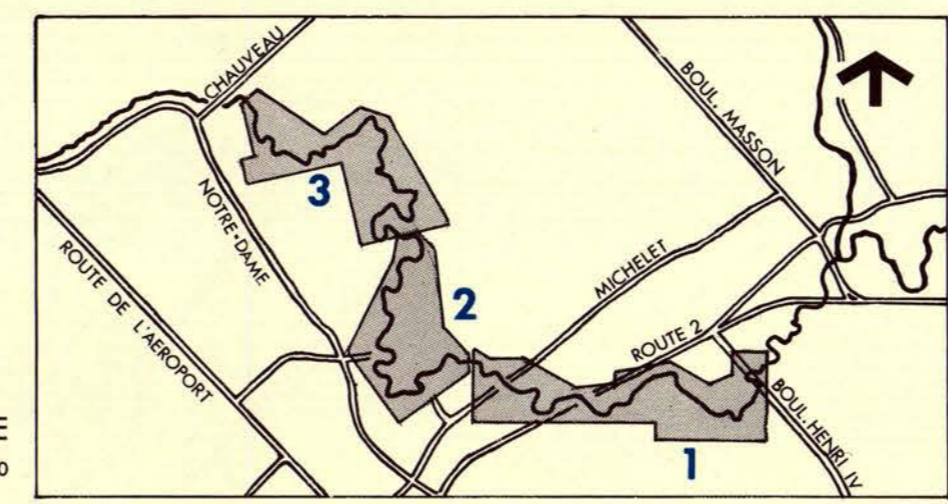 CHAUVEAU
BOUL. MASSON
3
NOTRE-DAME
ROUTE DE L'AEROPORT
MICHELET
2
ROUTE 2
BOUL. HENRI IV
1